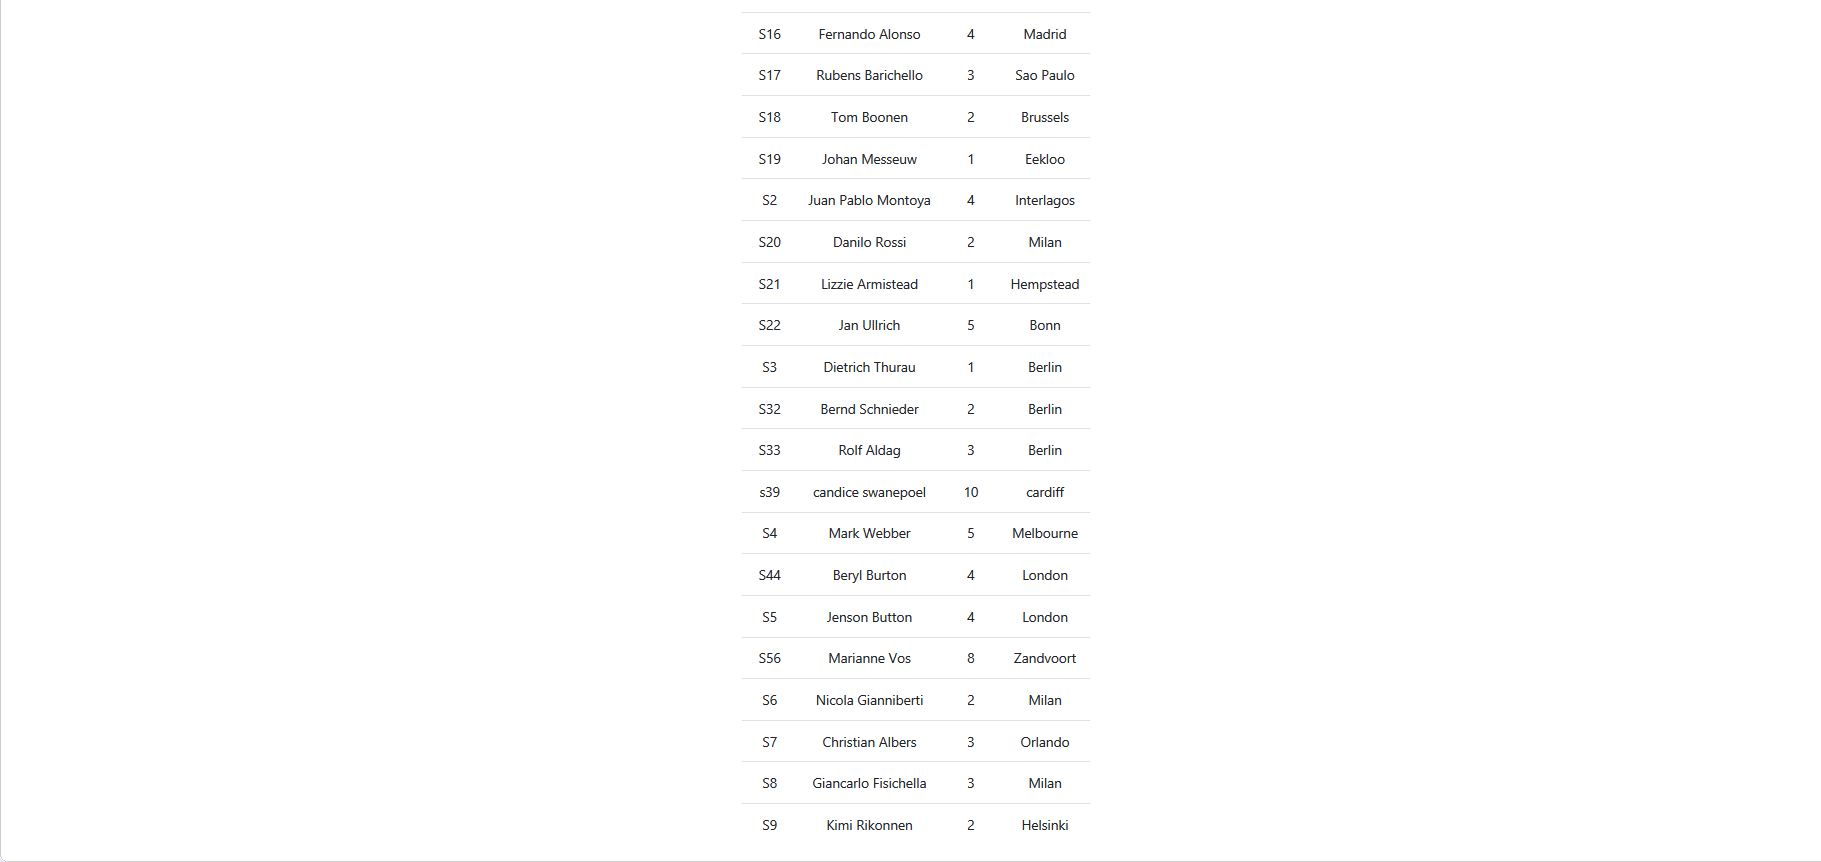 S16 Fernando Alonso 4 Madrid
S17 Rubens Barichello 3 Sao Paulo
S18 Tom Boonen 2 Brussels
S19 Johan Messeuw 1 Eekloo
S2 Juan Pablo Montoya 4 Interlagos
S20 Danilo Rossi 2 Milan
S21 Lizzie Armistead 1 Hempstead
S22 Jan Ullrich 5 Bonn
S3 Dietrich Thurau 1 Berlin
S32 Bernd Schnieder 2 Berlin
S33 Rolf Aldag 3 Berlin
s39 candice swanepoel 10 cardiff
S4 Mark Webber 5 Melbourne
S44 Beryl Burton 4 London
S5 Jenson Button 4 London
S56 Marianne Vos 8 Zandvoort
S6 Nicola Gianniberti 2 Milan
S7 Christian Albers 3 Orlando
S8 Giancarlo Fisichella 3 Milan
S9 Kimi Rikonnen 2 Helsinki